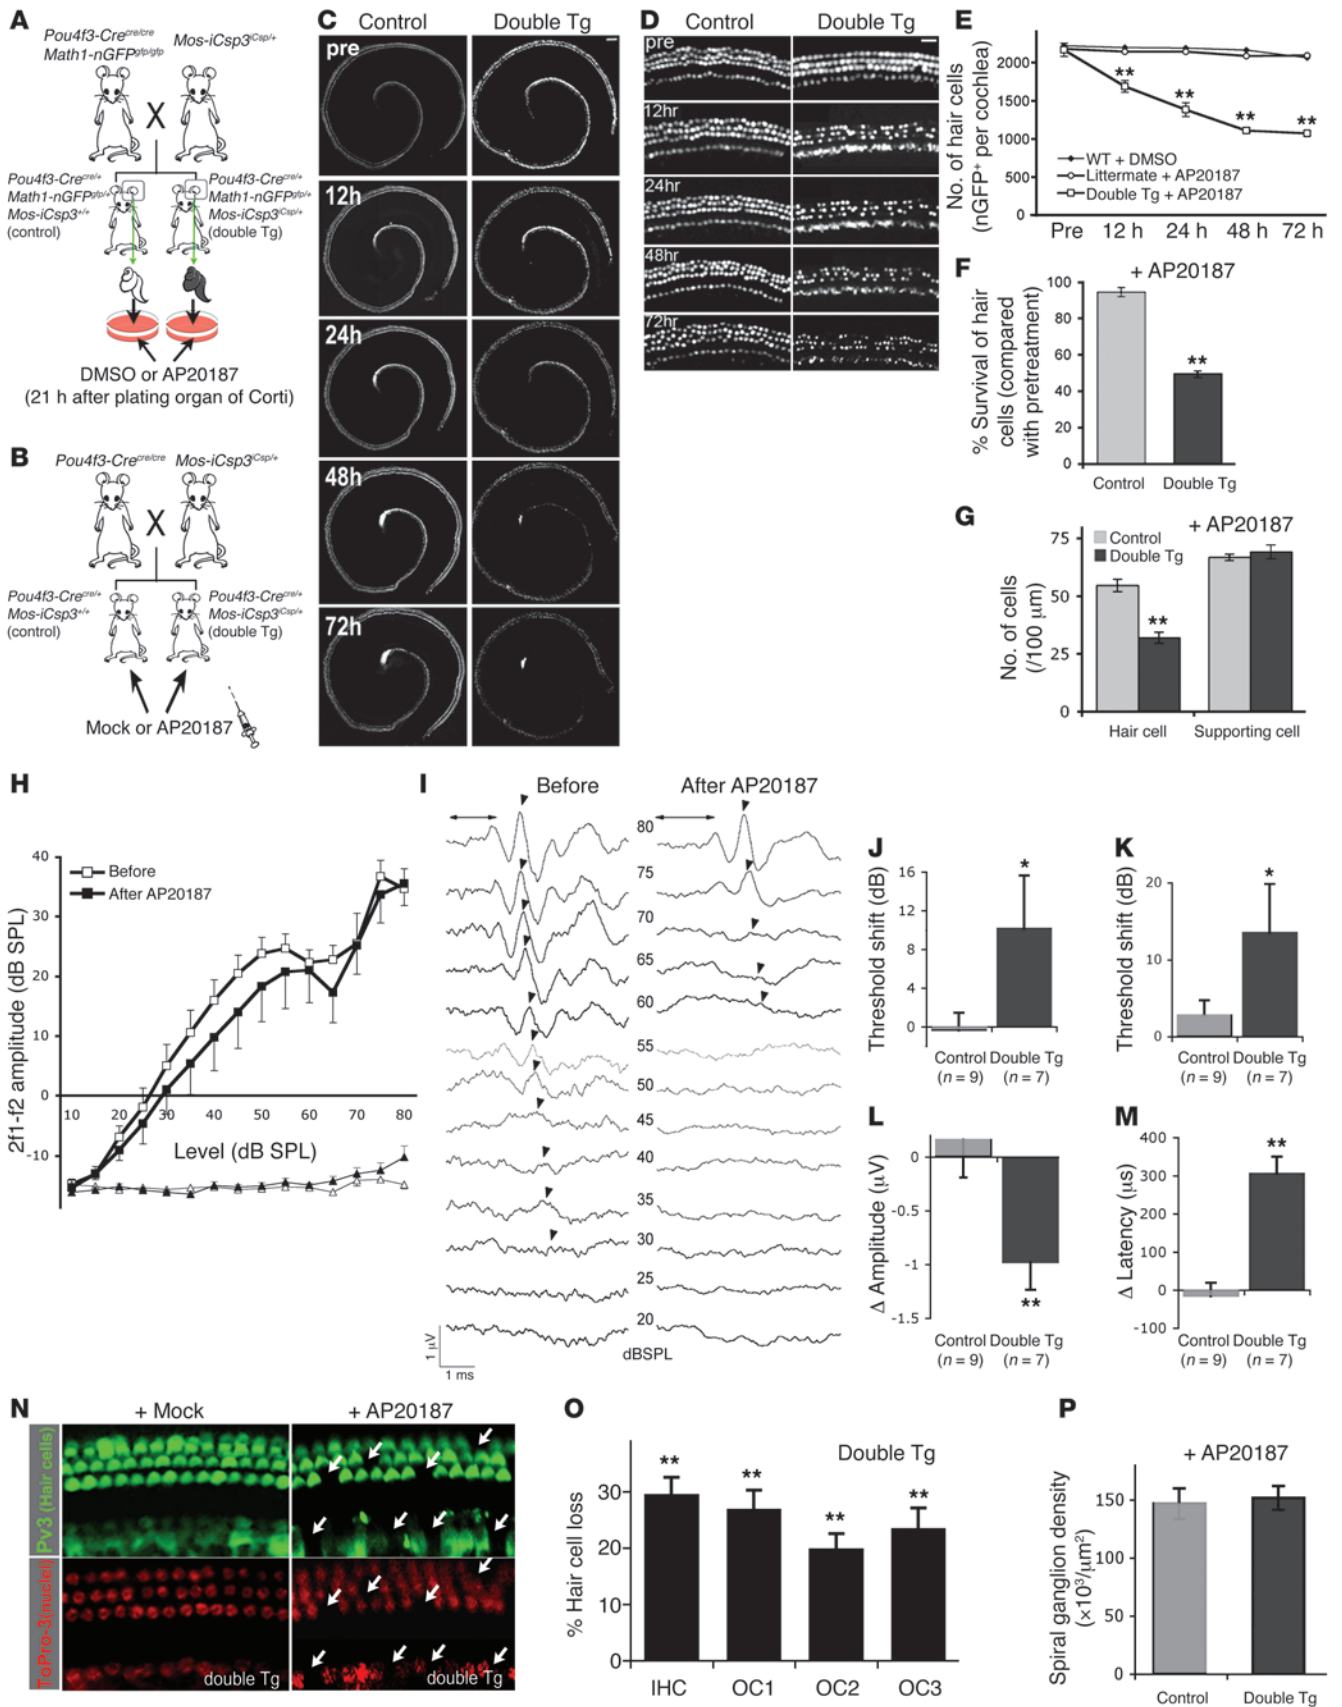 A
Pou4f3-Cre^cre/cre
Math1-nGFP^gfp/gfp
Mos-iCsp3^iCsp/+
X
Pou4f3-Cre^cre/+
Math1-nGFP^gfp/+
Mos-iCsp3^+/+
(control)
Pou4f3-Cre^cre/+
Math1-nGFP^gfp/+
Mos-iCsp3^iCsp/+
(double Tg)
DMSO or AP20187
(21 h after plating organ of Corti)
B
Pou4f3-Cre^cre/cre
Mos-iCsp3^iCsp/+
X
Pou4f3-Cre^cre/+
Mos-iCsp3^+/+
(control)
Pou4f3-Cre^cre/+
Mos-iCsp3^iCsp/+
(double Tg)
Mock or AP20187
C
Control
Double Tg
pre
12h
24h
48h
72h
D
Control
Double Tg
pre
12hr
24hr
48hr
72hr
E
No. of hair cells
(nGFP+ per cochlea)
2000
1500
1000
500
0
**
**
**
**
WT + DMSO
Littermate + AP20187
Double Tg + AP20187
Pre 12 h 24 h 48 h 72 h
F
+ AP20187
% Survival of hair
cells (compared
with pretreatment)
100
80
60
40
20
0
**
Control Double Tg
G
+ AP20187
Control
Double Tg
No. of cells
(/100 μm)
75
50
25
0
**
Hair cell Supporting cell
H
2f1-f2 amplitude (dB SPL)
40
30
20
10
0
-10
Before
After AP20187
10 20 30 40 50 60 70 80
Level (dB SPL)
I
Before
After AP20187
80
75
70
65
60
55
50
45
40
35
30
25
20
dBSPL
1 μV
1 ms
J
Threshold shift (dB)
16
12
8
4
0
*
Control Double Tg
(n = 9) (n = 7)
K
Threshold shift (dB)
20
10
0
*
Control Double Tg
(n = 9) (n = 7)
L
Δ Amplitude (μV)
0
-0.5
-1
-1.5
**
Control Double Tg
(n = 9) (n = 7)
M
Δ Latency (μs)
400
300
200
100
0
-100
**
Control Double Tg
(n = 9) (n = 7)
N
+ Mock
+ AP20187
Pv3 (Hair cells)
ToPro-3(nuclei)
double Tg
double Tg
O
Double Tg
% Hair cell loss
30
20
10
0
**
**
**
**
IHC OC1 OC2 OC3
P
+ AP20187
Spiral ganglion density
(×10³/μm²)
150
100
50
0
Control Double Tg